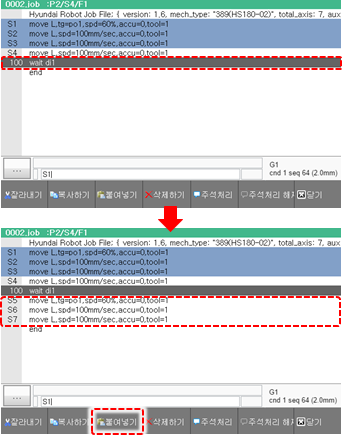 0002.job :P2/S4/F1
Hyundai Robot Job File; { version: 1,6, mech_type: "389(HS180-02)", total_axis: 7, aux
S1 move L,tg=po1,spd=60%,accu=0,tool=1
S2 move L,spd=100mm/sec,accu=0,tool=1
S3 move L,spd=100mm/sec,accu=0,tool=1
S4 move L,spd=100mm/sec,accu=0,tool=1
100 wait di1
end
... S1
G1
cnd 1 seq 64 (2.0mm)
잘라내기 복사하기 붙여넣기 삭제하기 주석처리 주석처리 해제 닫기
0002.job :P2/S4/F1
Hyundai Robot Job File; { version: 1,6, mech_type: "389(HS180-02)", total_axis: 7, aux
S1 move L,tg=po1,spd=60%,accu=0,tool=1
S2 move L,spd=100mm/sec,accu=0,tool=1
S3 move L,spd=100mm/sec,accu=0,tool=1
S4 move L,spd=100mm/sec,accu=0,tool=1
100 wait di1
S5 move L,tg=po1,spd=60%,accu=0,tool=1
S6 move L,spd=100mm/sec,accu=0,tool=1
S7 move L,spd=100mm/sec,accu=0,tool=1
end
... S1
G1
cnd 1 seq 64 (2.0mm)
잘라내기 복사하기 붙여넣기 삭제하기 주석처리 주석처리 해제 닫기